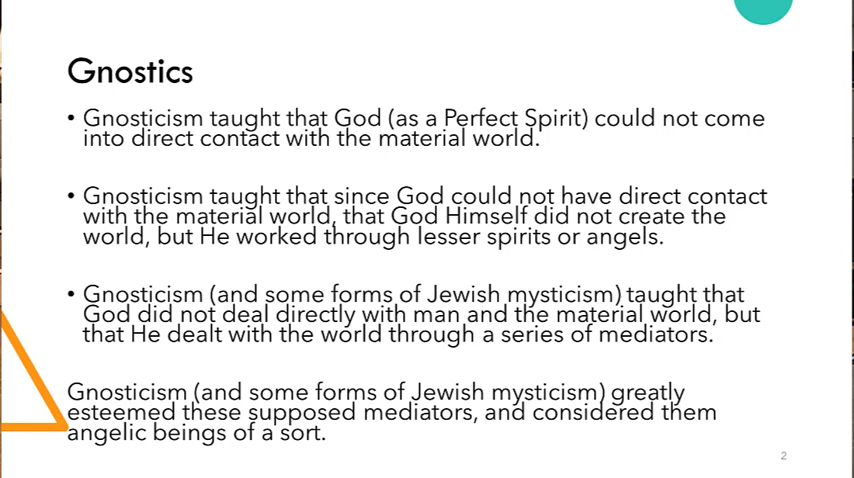 Gnostics
• Gnosticism taught that God (as a Perfect Spirit) could not come
into direct contact with the material world.
• Gnosticism taught that since God could not have direct contact
with the material world, that God Himself did not create the
world, but He worked through lesser spirits or angels.
• Gnosticism (and some forms of Jewish mysticism) taught that
God did not deal directly with man and the material world, but
that He dealt with the world through a series of mediators.
Gnosticism (and some forms of Jewish mysticism) greatly
esteemed these supposed mediators, and considered them
angelic beings of a sort.
2